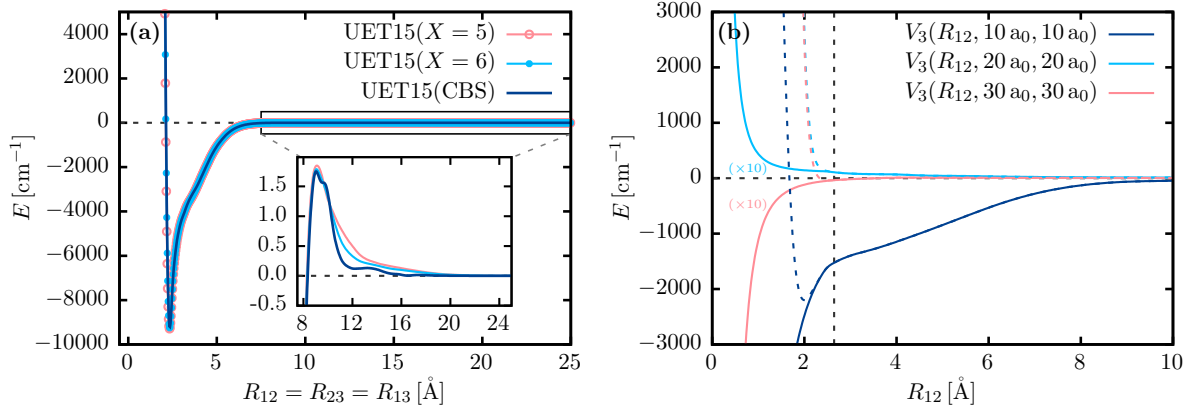 (a)
UET15(X = 5)
UET15(X = 6)
UET15(CBS)
E [cm⁻¹]
4000
2000
0
−2000
−4000
−6000
−8000
−10000
1.5
1.0
0.5
0.0
-0.5
8 12 16 20 24
0 5 10 15 20 25
R₁₂ = R₂₃ = R₁₃ [Å]
(b)
V₃(R₁₂, 10 a₀, 10 a₀)
V₃(R₁₂, 20 a₀, 20 a₀)
V₃(R₁₂, 30 a₀, 30 a₀)
E [cm⁻¹]
3000
2000
1000
0
−1000
−2000
−3000
(×10)
(×10)
0 2 4 6 8 10
R₁₂ [Å]